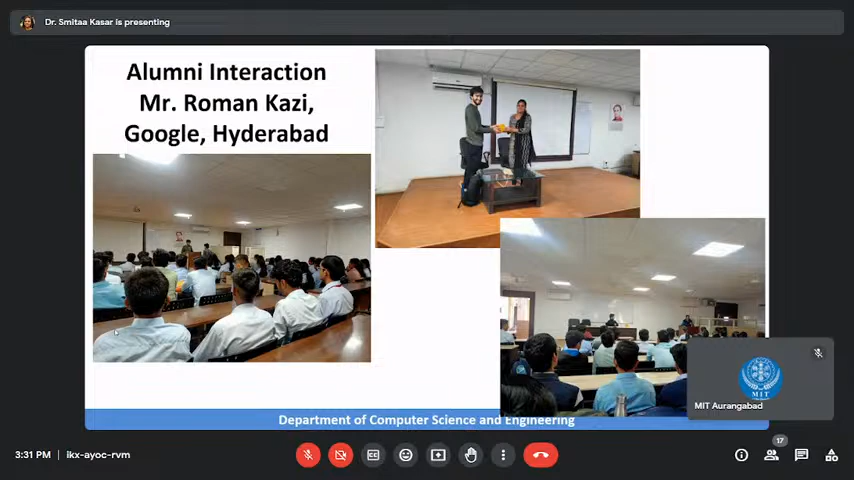 Dr. Smitaa Kasar is presenting
Alumni Interaction
Mr. Roman Kazi,
Google, Hyderabad
MIT
MIT Aurangabad
Department of Computer Science and Engineering
3:31 PM | ikx-ayoc-rvm
17